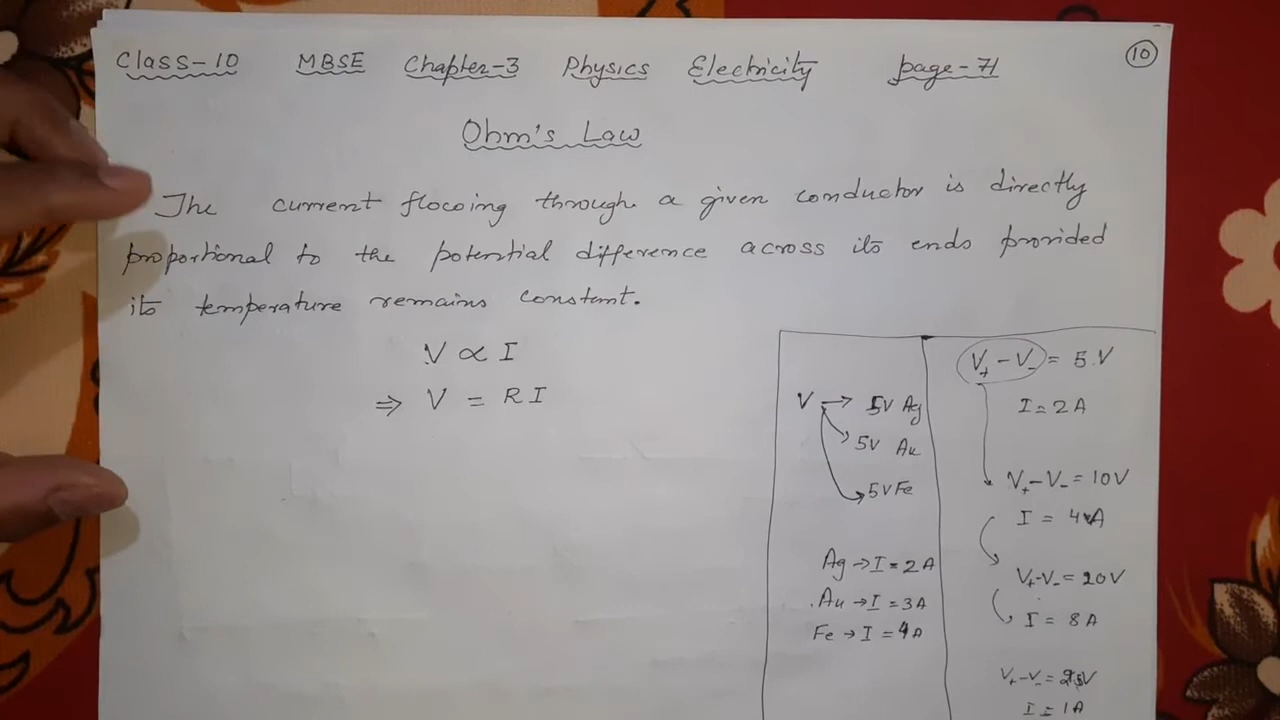 Class-10 MBSE Chapter-3 Physics Electricity page-71 10
Ohm's Law
The current flowing through a given conductor is directly
proportional to the potential difference across its ends provided
its temperature remains constant.
V ∝ I
⇒ V = RI
V → 5V Ag
5V Au
5V Fe
Ag → I = 2A
Au → I = 3A
Fe → I = 4A
V₊ - V₋ = 5V
I = 2A
V₊ - V₋ = 10V
I = 4A
V₊ - V₋ = 20V
I = 8A
V₊ - V₋ =
I = 1A